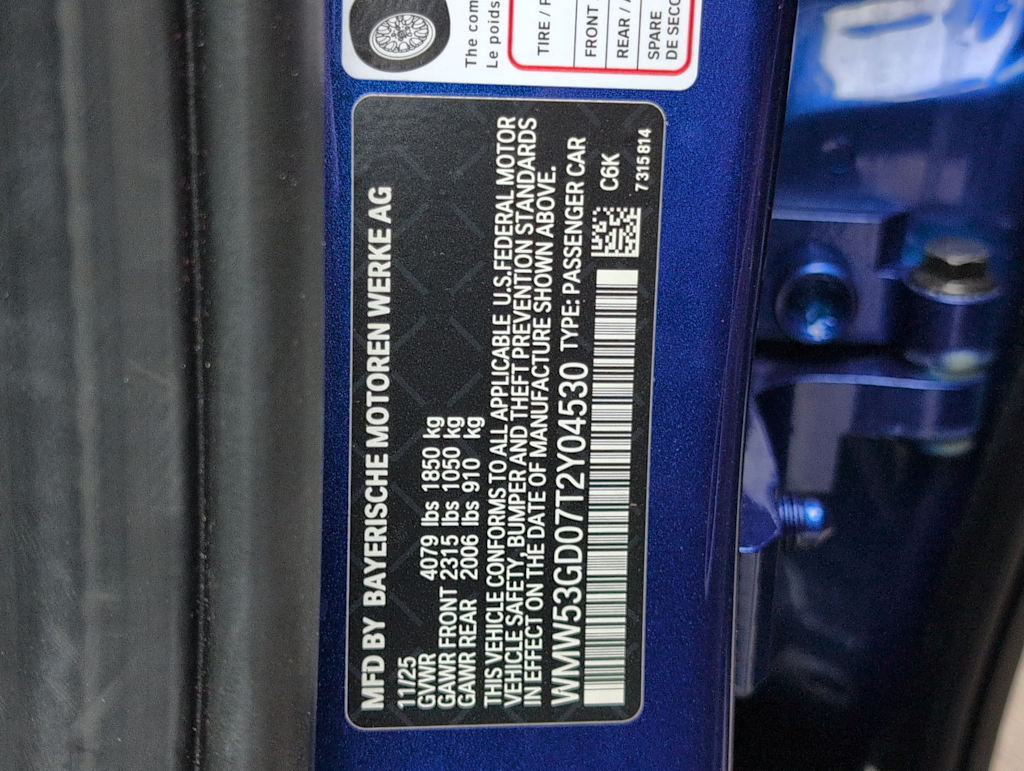 The com
Le poids
TIRE / P
FRONT
REAR / A
SPARE
DE SECO
MFD BY BAYERISCHE MOTOREN WERKE AG
11/25
GVWR 4079 lbs 1850 kg
GAWR FRONT 2315 lbs 1050 kg
GAWR REAR 2006 lbs 910 kg
THIS VEHICLE CONFORMS TO ALL APPLICABLE U.S.FEDERAL MOTOR
VEHICLE SAFETY, BUMPER AND THEFT PREVENTION STANDARDS
IN EFFECT ON THE DATE OF MANUFACTURE SHOWN ABOVE.
WMW53GD07T2Y04530 TYPE: PASSENGER CAR
C6K
7315814